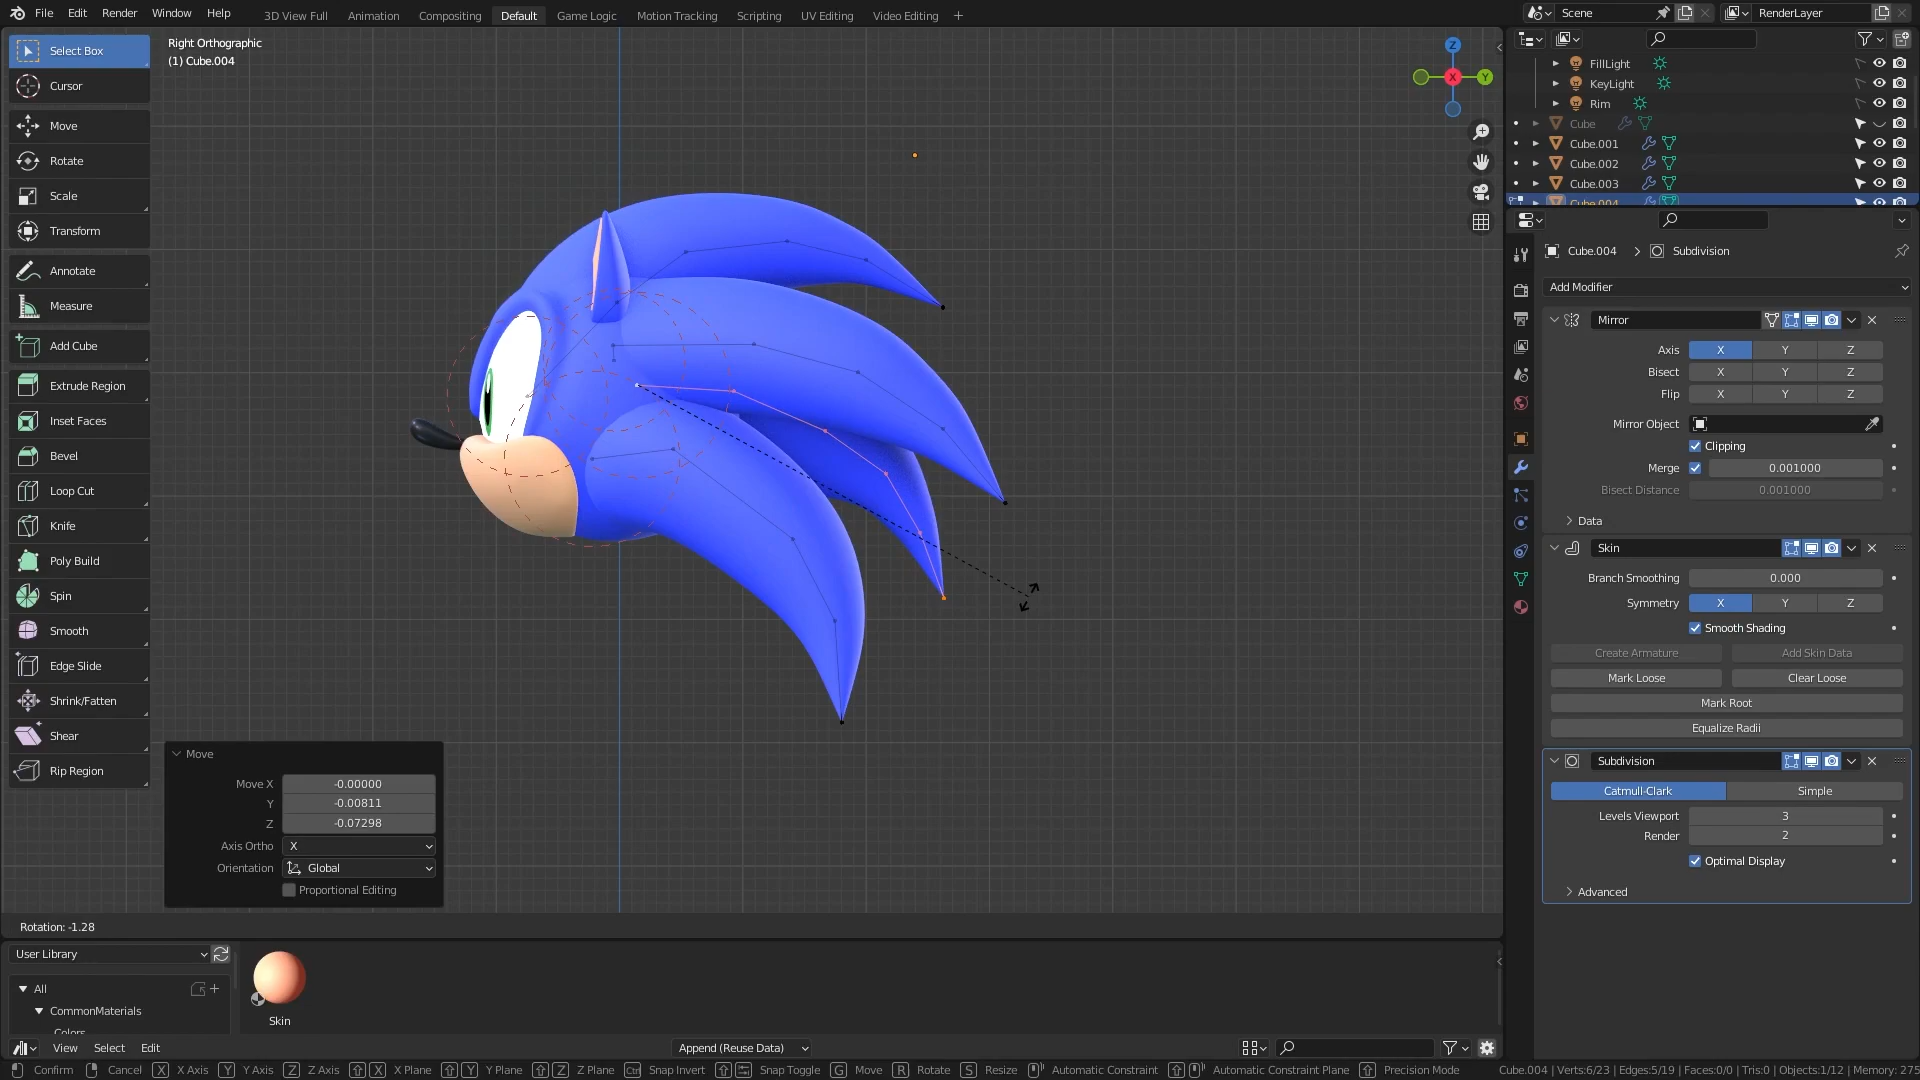 File Edit Render Window Help 3D View Full Animation Compositing Default Game Logic Motion Tracking Scripting UV Editing Video Editing + Scene RenderLayer
Select Box
Cursor
Move
Rotate
Scale
Transform
Annotate
Measure
Add Cube
Extrude Region
Inset Faces
Bevel
Loop Cut
Knife
Poly Build
Spin
Smooth
Edge Slide
Shrink/Fatten
Shear
Rip Region
Right Orthographic
(1) Cube.004
Z
X
Y
FillLight
KeyLight
Rim
Cube
Cube.001
Cube.002
Cube.003
Cube.004
Cube.004 > Subdivision
Add Modifier
Mirror
Axis X Y Z
Bisect X Y Z
Flip X Y Z
Mirror Object
Clipping
Merge 0.001000
Bisect Distance 0.001000
Data
Skin
Branch Smoothing 0.000
Symmetry X Y Z
Smooth Shading
Create Armature Add Skin Data
Mark Loose Clear Loose
Mark Root
Equalize Radii
Subdivision
Catmull-Clark Simple
Levels Viewport 3
Render 2
Optimal Display
Advanced
Move
Move X -0.00000
Y -0.00811
Z -0.07298
Axis Ortho X
Orientation Global
Proportional Editing
Rotation: -1.28
User Library
All
CommonMaterials
Colors
Skin
View Select Edit Append (Reuse Data)
Confirm Cancel X X Axis Y Y Axis Z Z Axis X X Plane Y Y Plane Z Z Plane Ctrl Snap Invert Snap Toggle G Move R Rotate S Resize Automatic Constraint Automatic Constraint Plane Precision Mode Cube.004 | Verts:6/23 | Edges:5/19 | Faces:0/0 | Tris:0 | Objects:1/12 | Memory: 275